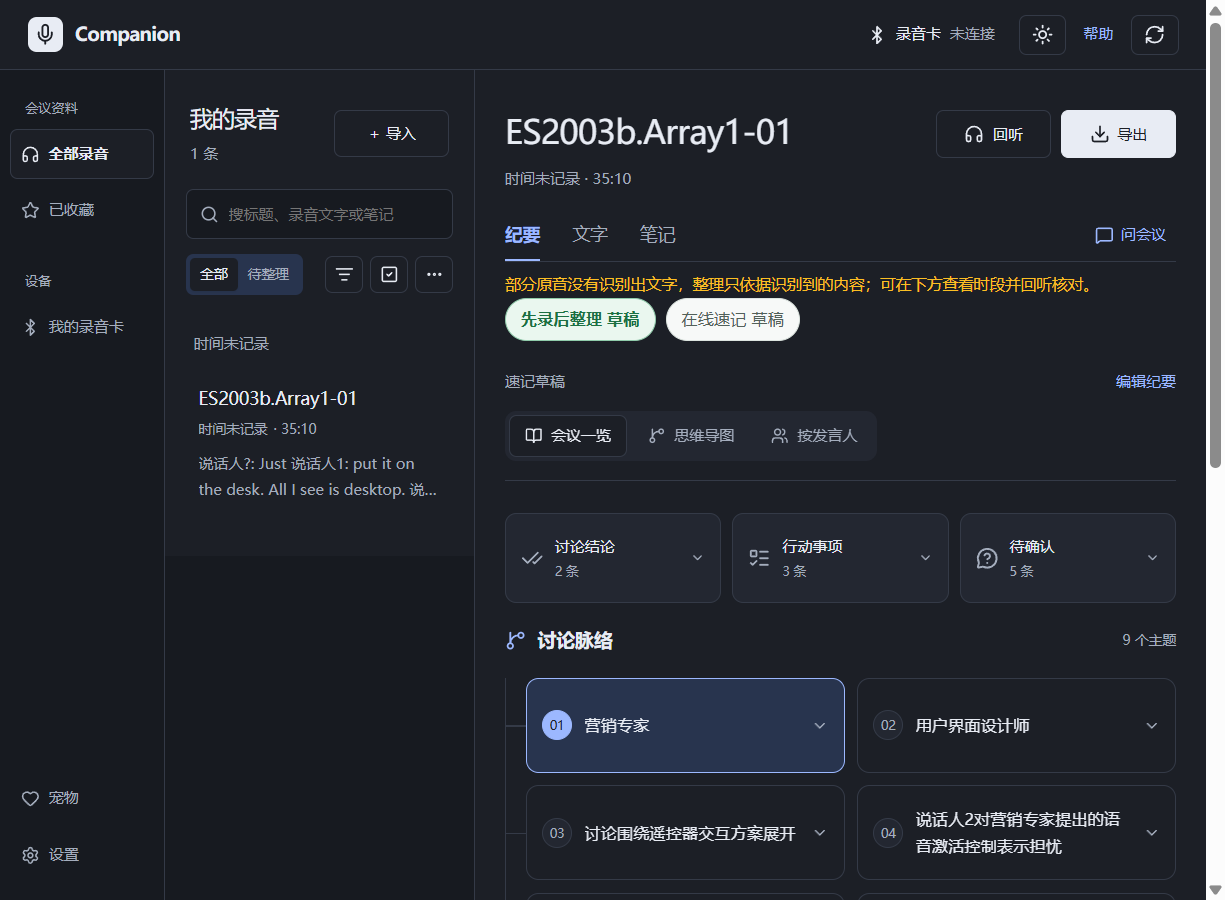 Companion
录音卡 未连接
帮助
会议资料
全部录音
已收藏
设备
我的录音卡
宠物
设置
我的录音
1 条
+ 导入
搜标题、录音文字或笔记
全部
待整理
时间未记录
ES2003b.Array1-01
时间未记录 · 35:10
说话人?: Just 说话人1: put it on
the desk. All I see is desktop. 说...
ES2003b.Array1-01
时间未记录 · 35:10
回听
导出
纪要
文字
笔记
问会议
部分原音没有识别出文字，整理只依据识别到的内容；可在下方查看时段并回听核对。
先录后整理 草稿
在线速记 草稿
速记草稿
编辑纪要
会议一览
思维导图
按发言人
讨论结论
2 条
行动事项
3 条
待确认
5 条
讨论脉络
9 个主题
01 营销专家
02 用户界面设计师
03 讨论围绕遥控器交互方案展开
04 说话人2对营销专家提出的语
音激活控制表示担忧